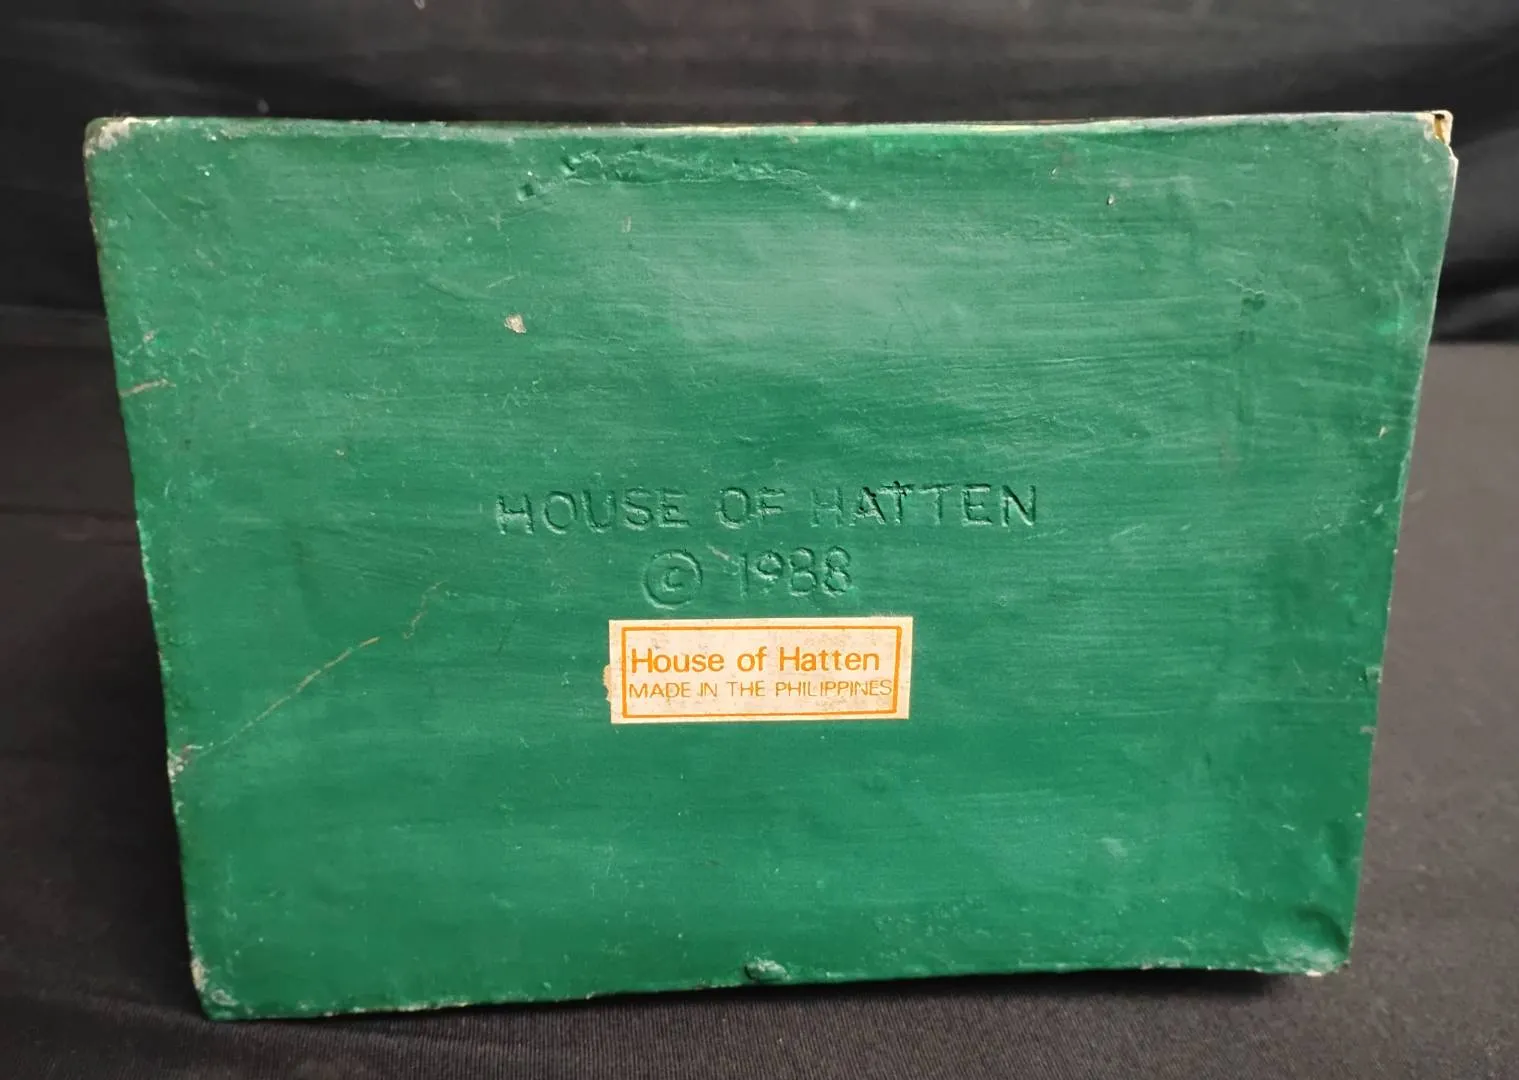 HOUSE OF HATTEN
© 1988
House of Hatten
MADE IN THE PHILIPPINES